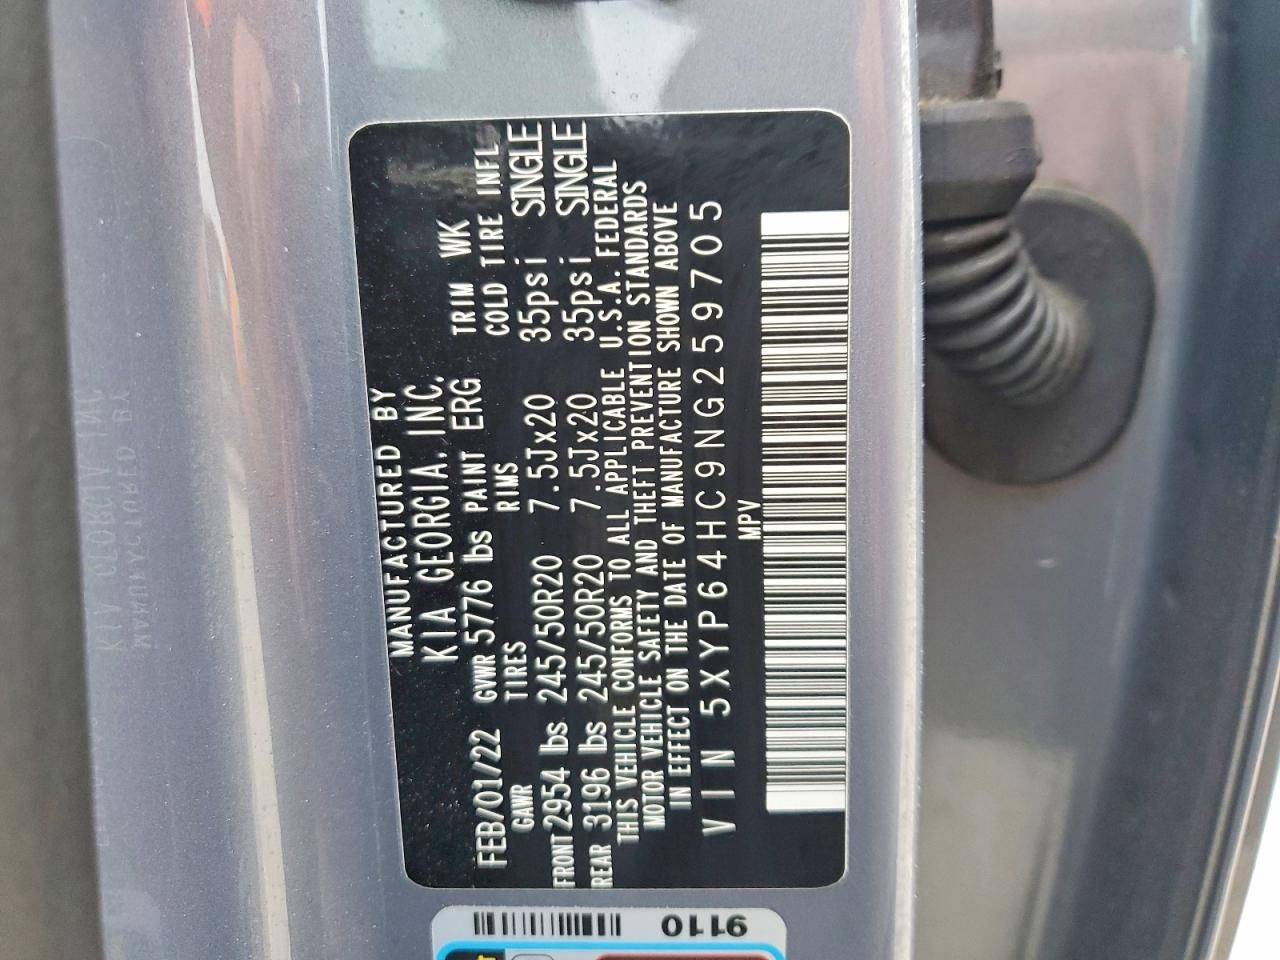 MANUFACTURED BY
KIA GEORGIA, INC.
FEB/01/22 GVWR 5776 lbs PAINT ERG TRIM WK
GAWR TIRES RIMS COLD TIRE INFL
FRONT 2954 lbs 245/50R20 7.5Jx20 35psi SINGLE
REAR 3196 lbs 245/50R20 7.5Jx20 35psi SINGLE
THIS VEHICLE CONFORMS TO ALL APPLICABLE U.S.A. FEDERAL
MOTOR VEHICLE SAFETY AND THEFT PREVENTION STANDARDS
IN EFFECT ON THE DATE OF MANUFACTURE SHOWN ABOVE
VIN 5XYP64HC9NG259705
MPV
9110